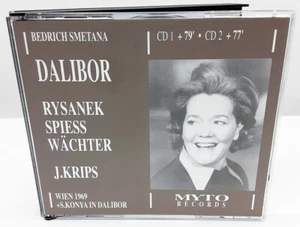 BEDRICH SMETANA
DALIBOR
RYSANEK
SPIESS
WÄCHTER
J.KRIPS
WIEN 1969
+S.KONYA IN DALIBOR
CD 1 + 79' • CD 2 + 77'
MYTO
RECORDS